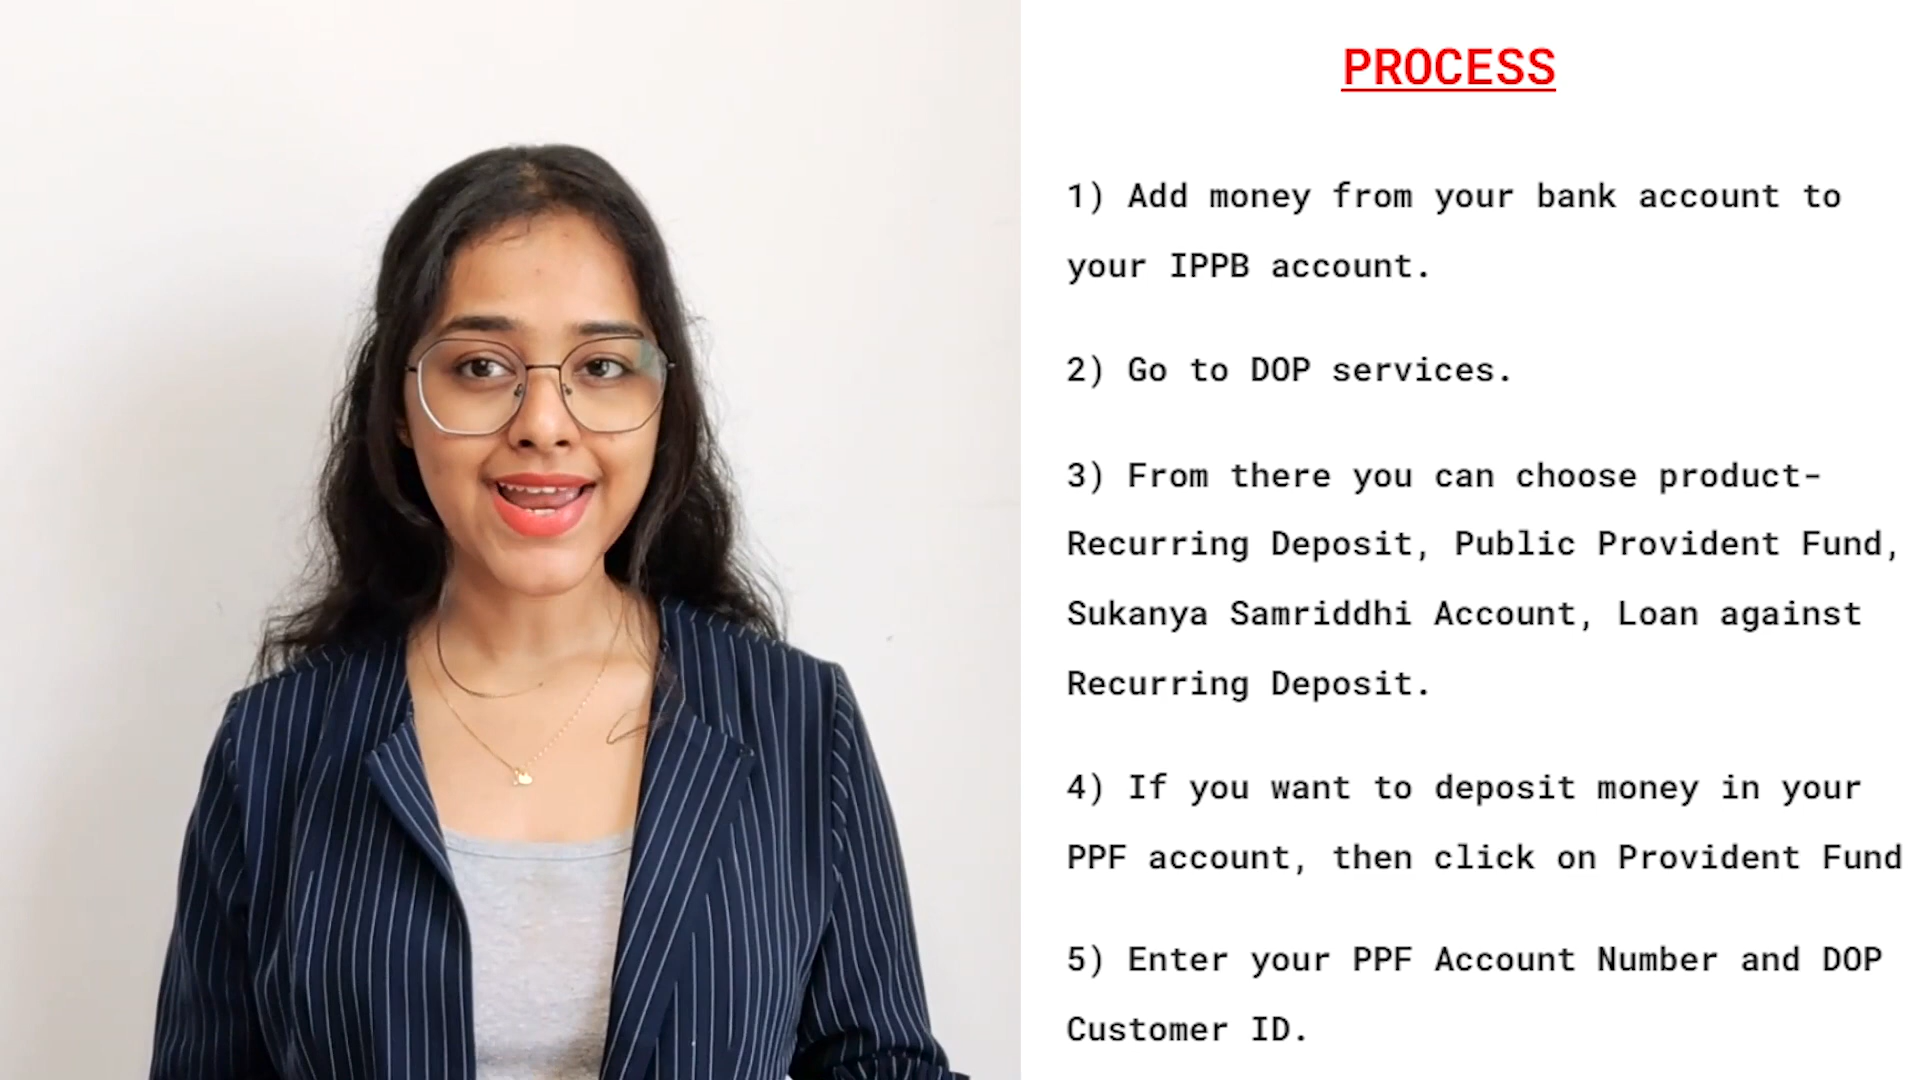 PROCESS
1) Add money from your bank account to
your IPPB account.
2) Go to DOP services.
3) From there you can choose product-
Recurring Deposit, Public Provident Fund,
Sukanya Samriddhi Account, Loan against
Recurring Deposit.
4) If you want to deposit money in your
PPF account, then click on Provident Fund
5) Enter your PPF Account Number and DOP
Customer ID.